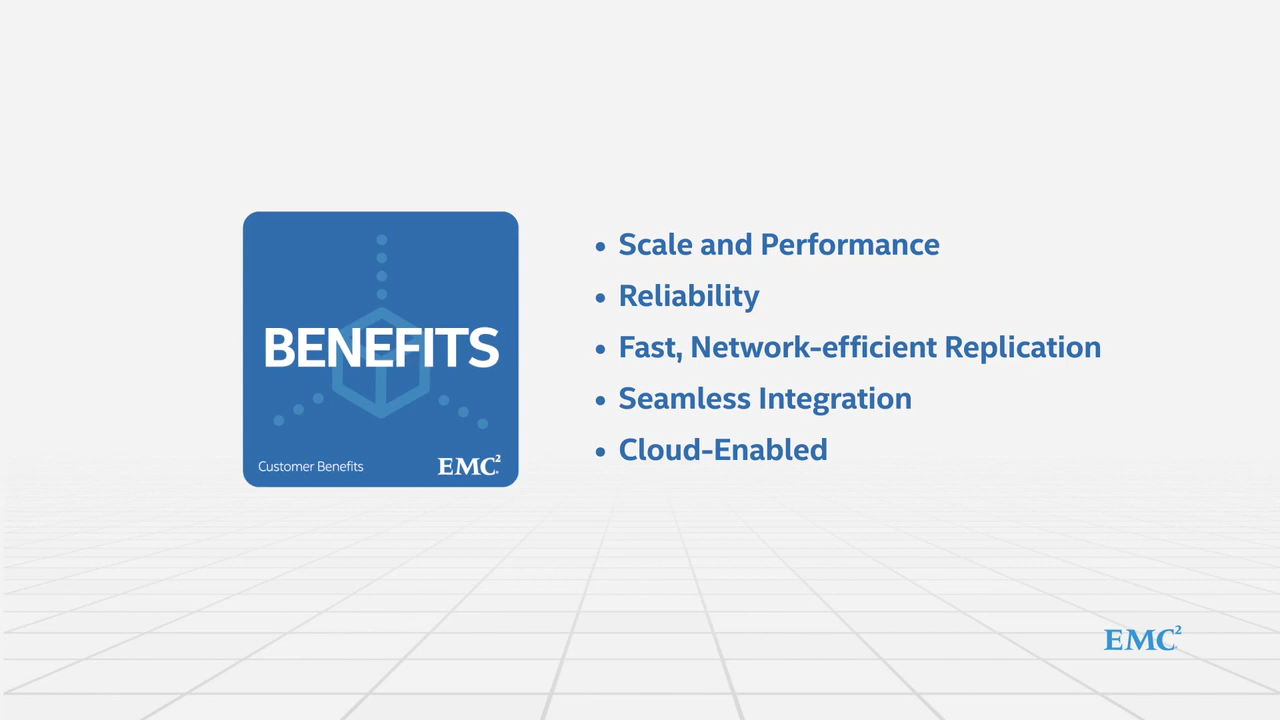 BENEFITS
Customer Benefits
EMC²
• Scale and Performance
• Reliability
• Fast, Network-efficient Replication
• Seamless Integration
• Cloud-Enabled
EMC²